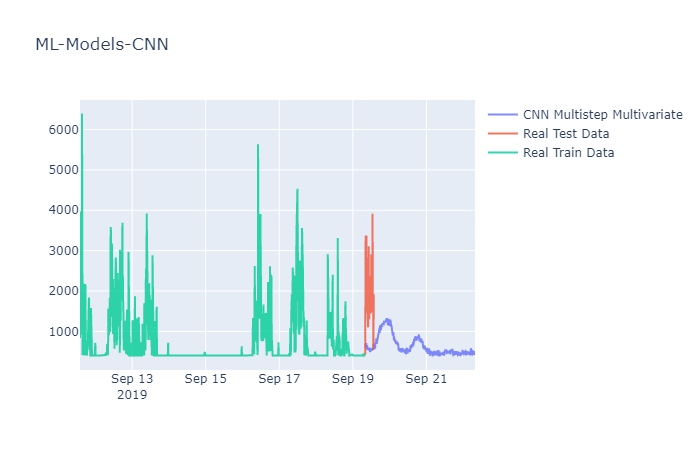 ML-Models-CNN
CNN Multistep Multivariate
Real Test Data
Real Train Data
6000
5000
4000
3000
2000
1000
Sep 13
2019
Sep 15
Sep 17
Sep 19
Sep 21